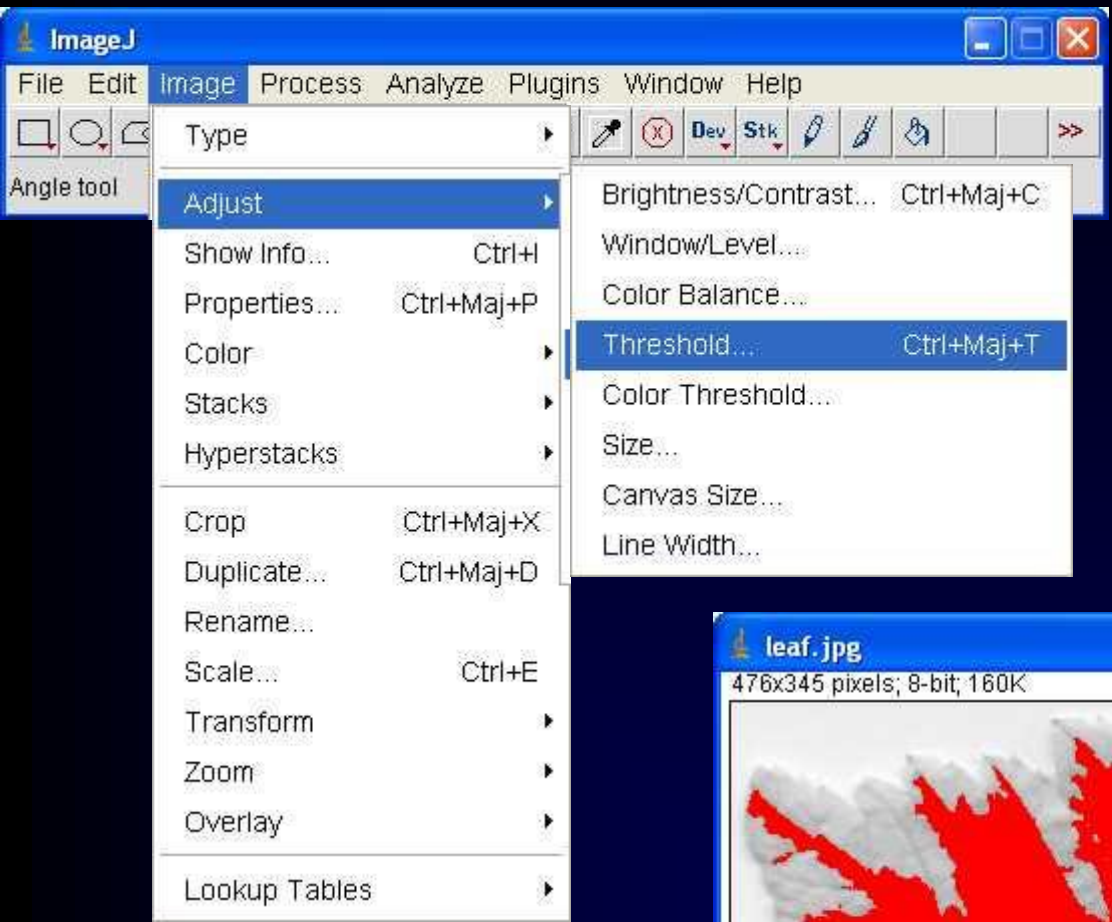 ImageJ
File Edit Image Process Analyze Plugins Window Help
Dev Stk >>
Angle tool
Type
Adjust
Show Info... Ctrl+I
Properties... Ctrl+Maj+P
Color
Stacks
Hyperstacks
Crop Ctrl+Maj+X
Duplicate... Ctrl+Maj+D
Rename...
Scale... Ctrl+E
Transform
Zoom
Overlay
Lookup Tables
Brightness/Contrast... Ctrl+Maj+C
Window/Level...
Color Balance...
Threshold... Ctrl+Maj+T
Color Threshold...
Size...
Canvas Size...
Line Width...
leaf.jpg
476x345 pixels; 8-bit; 160K